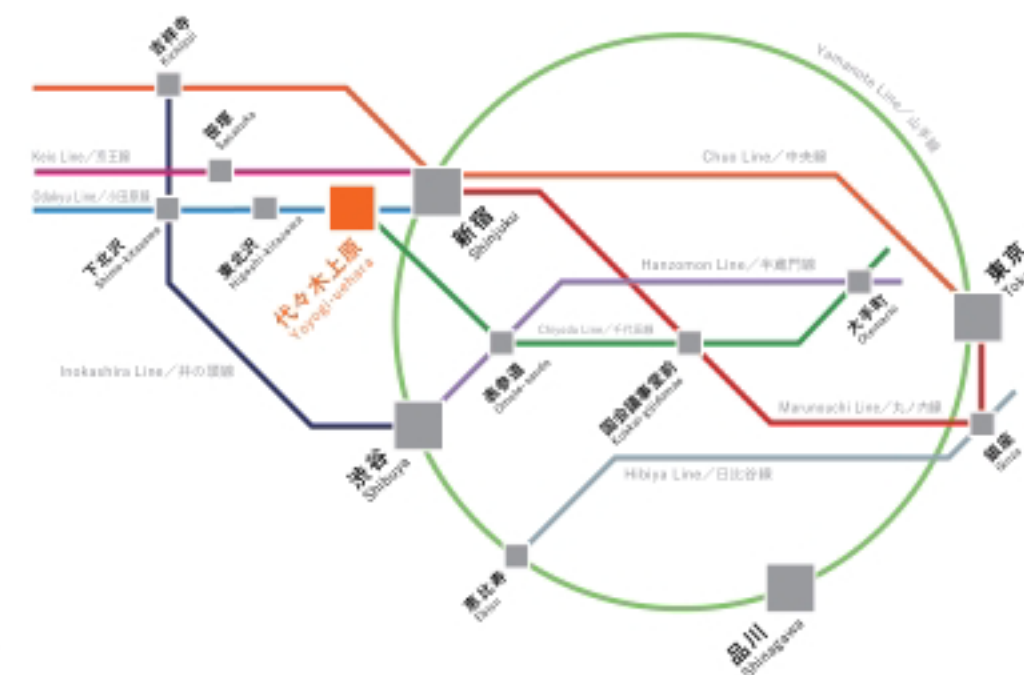 吉祥寺
Kichijoji
笹塚
Sasazuka
Keio Line／京王線
Odakyu Line／小田原線
下北沢
Shimo-kitazawa
東北沢
Higashi-kitazawa
代々木上原
Yoyogi-uehara
新宿
Shinjuku
Yamanote Line／山手線
Chuo Line／中央線
東京
Hanzomon Line／半蔵門線
大手町
Otemachi
Chiyoda Line／千代田線
表参道
Omote-sando
国会議事堂前
Inokashira Line／井の頭線
Marunouchi Line／丸ノ内線
銀座
Ginza
渋谷
Shibuya
Hibiya Line／日比谷線
恵比寿
Ebisu
品川
Shinagawa